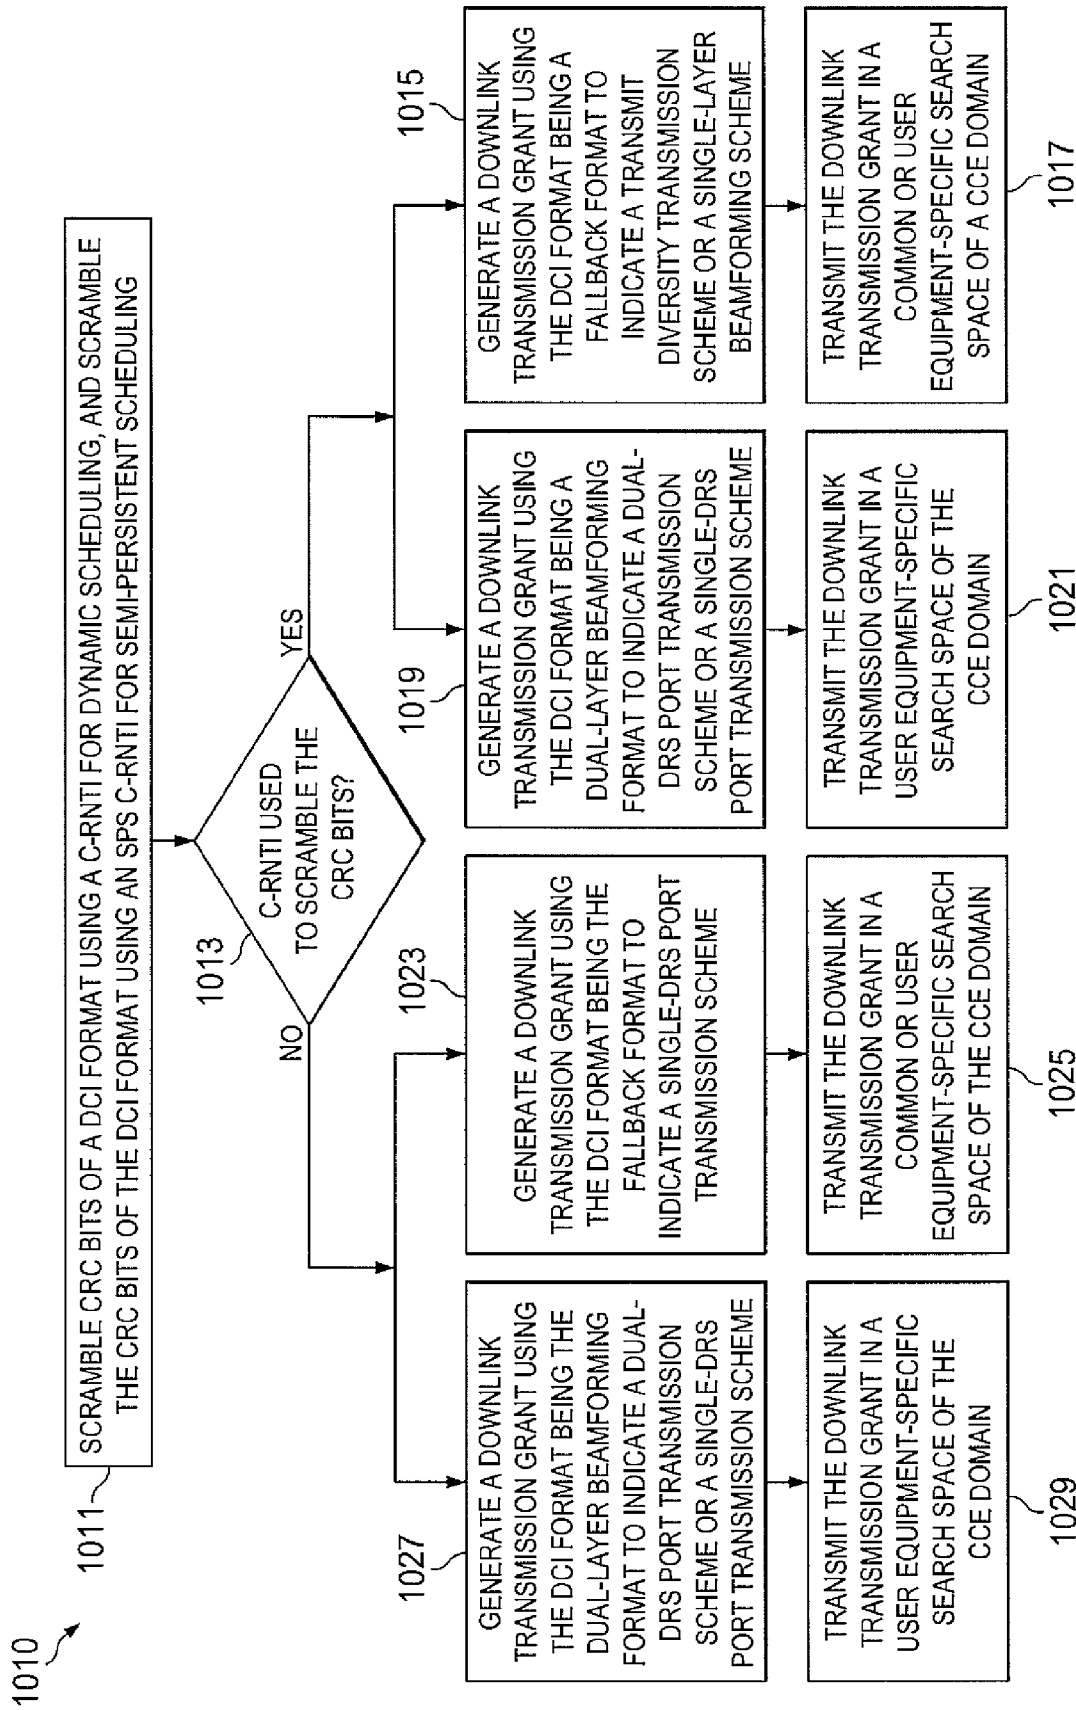 1010
1011
SCRAMBLE CRC BITS OF A DCI FORMAT USING A C-RNTI FOR DYNAMIC SCHEDULING, AND SCRAMBLE
THE CRC BITS OF THE DCI FORMAT USING AN SPS C-RNTI FOR SEMI-PERSISTENT SCHEDULING
1013
C-RNTI USED
TO SCRAMBLE THE
CRC BITS?
NO
YES
1027
GENERATE A DOWNLINK
TRANSMISSION GRANT USING
THE DCI FORMAT BEING THE
DUAL-LAYER BEAMFORMING
FORMAT TO INDICATE A DUAL-
DRS PORT TRANSMISSION
SCHEME OR A SINGLE-DRS
PORT TRANSMISSION SCHEME
1023
GENERATE A DOWNLINK
TRANSMISSION GRANT USING
THE DCI FORMAT BEING THE
FALLBACK FORMAT TO
INDICATE A SINGLE-DRS PORT
TRANSMISSION SCHEME
1019
GENERATE A DOWNLINK
TRANSMISSION GRANT USING
THE DCI FORMAT BEING A
DUAL-LAYER BEAMFORMING
FORMAT TO INDICATE A DUAL-
DRS PORT TRANSMISSION
SCHEME OR A SINGLE-DRS
PORT TRANSMISSION SCHEME
1015
GENERATE A DOWNLINK
TRANSMISSION GRANT USING
THE DCI FORMAT BEING A
FALLBACK FORMAT TO
INDICATE A TRANSMIT
DIVERSITY TRANSMISSION
SCHEME OR A SINGLE-LAYER
BEAMFORMING SCHEME
TRANSMIT THE DOWNLINK
TRANSMISSION GRANT IN A
USER EQUIPMENT-SPECIFIC
SEARCH SPACE OF THE
CCE DOMAIN
1029
TRANSMIT THE DOWNLINK
TRANSMISSION GRANT IN A
COMMON OR USER
EQUIPMENT-SPECIFIC SEARCH
SPACE OF THE CCE DOMAIN
1025
TRANSMIT THE DOWNLINK
TRANSMISSION GRANT IN A
USER EQUIPMENT-SPECIFIC
SEARCH SPACE OF THE
CCE DOMAIN
1021
TRANSMIT THE DOWNLINK
TRANSMISSION GRANT IN A
COMMON OR USER
EQUIPMENT-SPECIFIC SEARCH
SPACE OF A CCE DOMAIN
1017